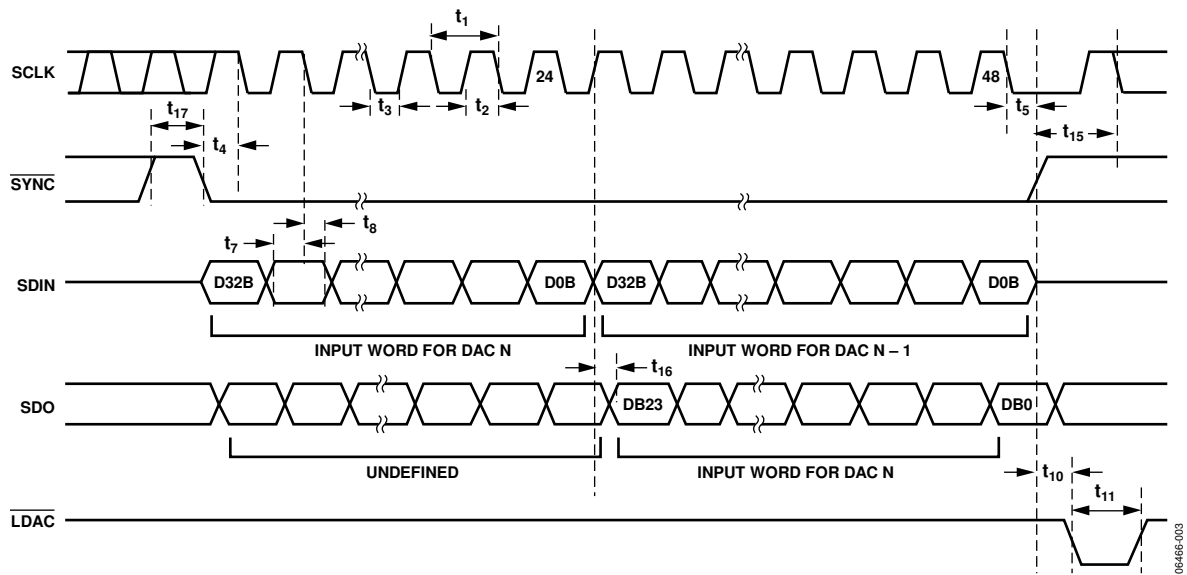 t1
SCLK
24
48
t3
t2
t5
t17
t4
t15
SYNC
t8
t7
SDIN
D32B
D0B
D32B
D0B
INPUT WORD FOR DAC N
INPUT WORD FOR DAC N – 1
t16
SDO
DB23
DB0
UNDEFINED
INPUT WORD FOR DAC N
t10
t11
LDAC
06466-003